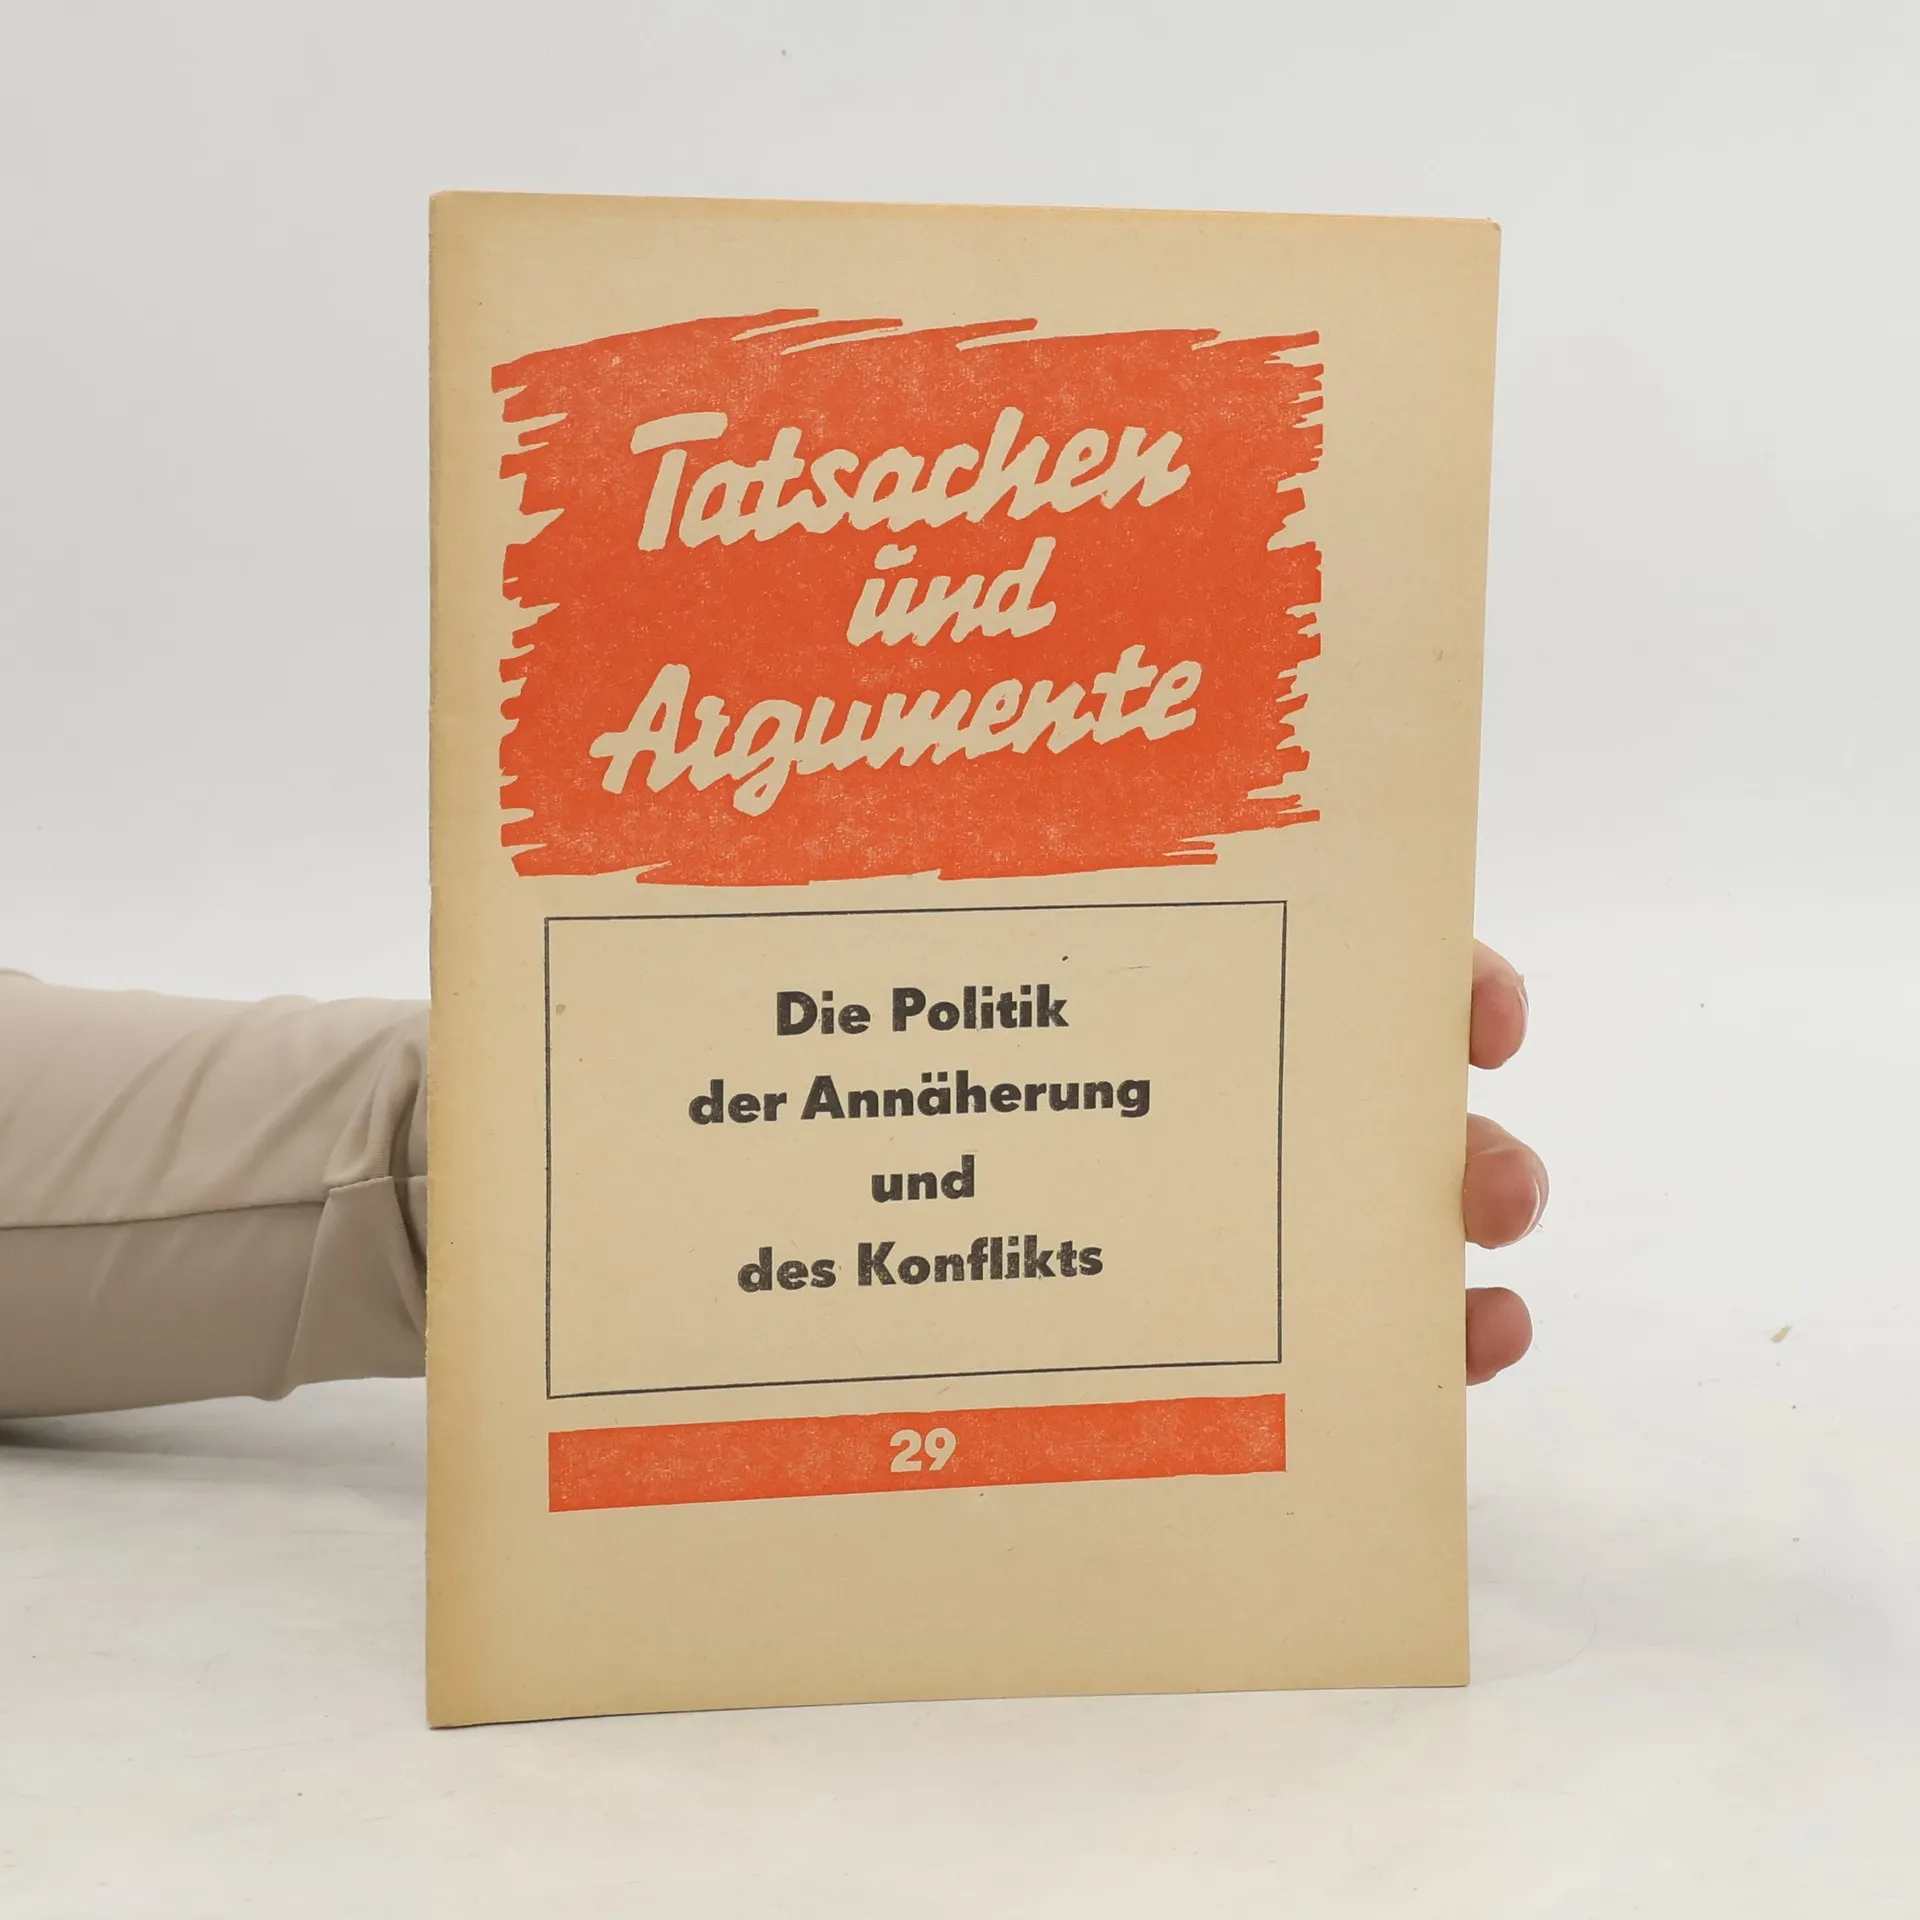 Tatsachen
und
Argumente
Die Politik
der Annäherung
und
des Konflikts
29